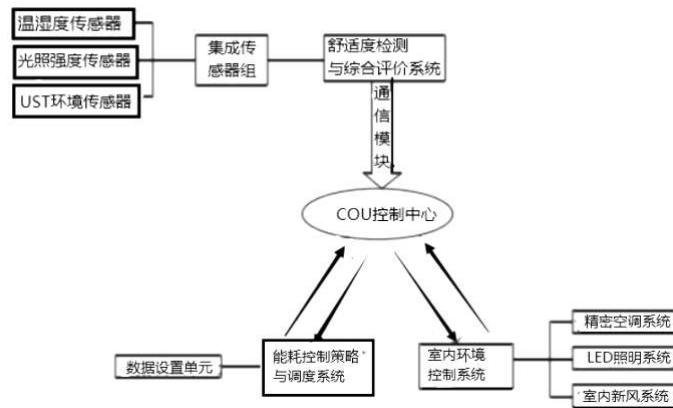 温湿度传感器
光照强度传感器
UST环境传感器
集成传
感器组
舒适度检测
与综合评价系统
通
信
模
块
COU控制中心
数据设置单元
能耗控制策略
与调度系统
室内环境
控制系统
精密空调系统
LED照明系统
室内新风系统